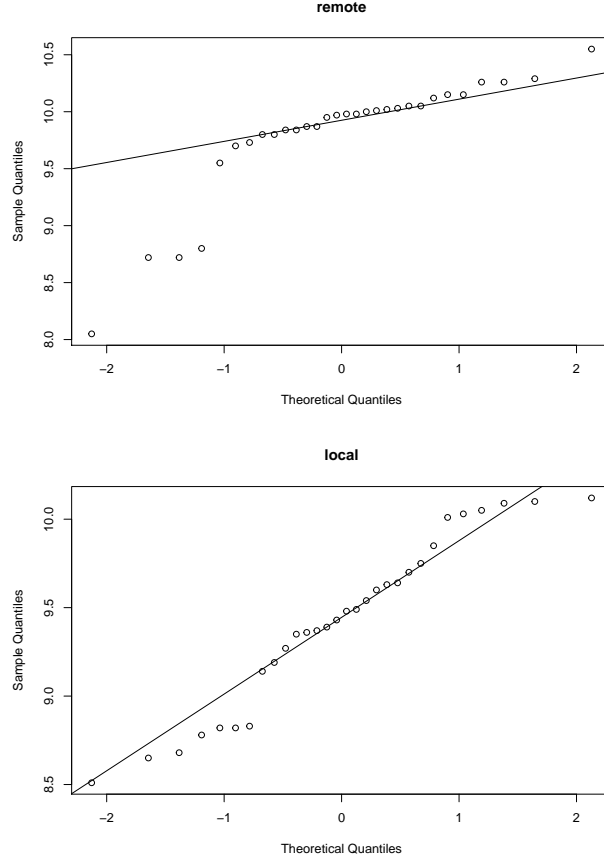 remote
10.5
10.0
9.5
9.0
8.5
8.0
Sample Quantiles
−2 −1 0 1 2
Theoretical Quantiles
local
10.0
9.5
9.0
8.5
Sample Quantiles
−2 −1 0 1 2
Theoretical Quantiles